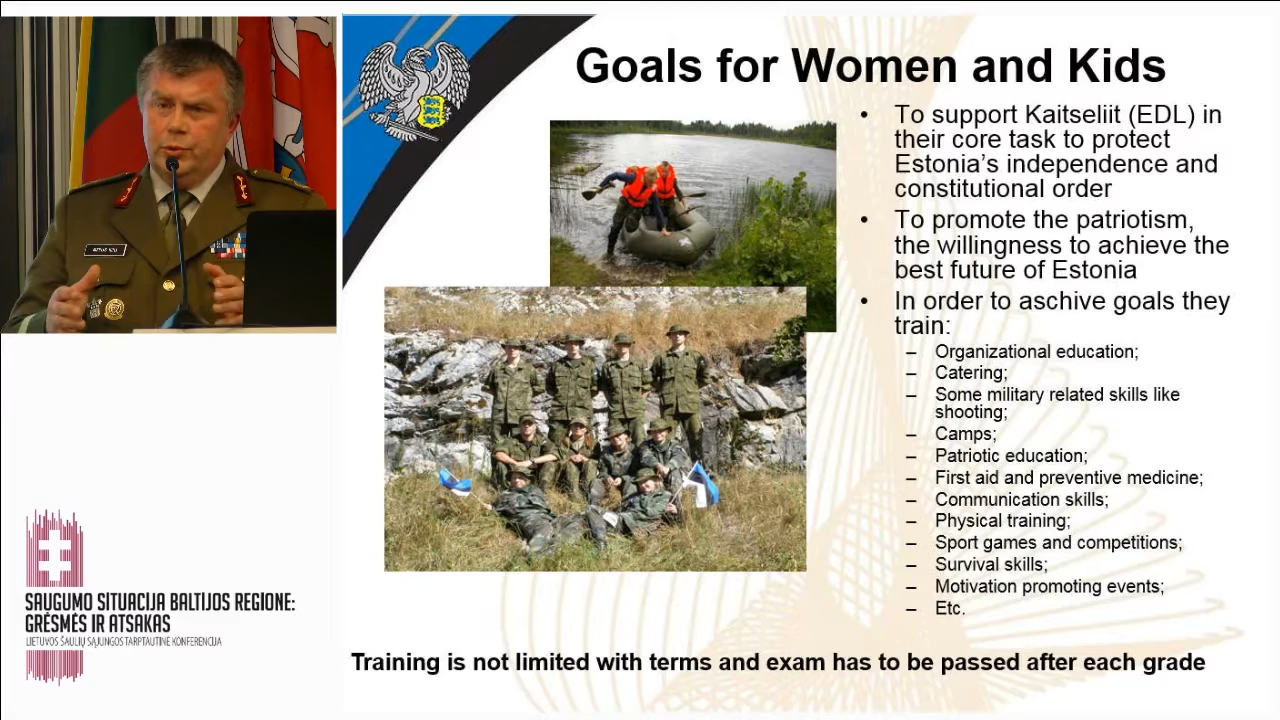 Goals for Women and Kids
• To support Kaitseliit (EDL) in
their core task to protect
Estonia's independence and
constitutional order
• To promote the patriotism,
the willingness to achieve the
best future of Estonia
• In order to aschive goals they
train:
– Organizational education;
– Catering;
– Some military related skills like
shooting;
– Camps;
– Patriotic education;
– First aid and preventive medicine;
– Communication skills;
– Physical training;
– Sport games and competitions;
– Survival skills;
– Motivation promoting events;
– Etc.
Training is not limited with terms and exam has to be passed after each grade
SAUGUMO SITUACIJA BALTIJOS REGIONE:
GRĖSMĖS IR ATSAKAS
LIETUVOS ŠAULIŲ SĄJUNGOS TARPTAUTINĖ KONFERENCIJA